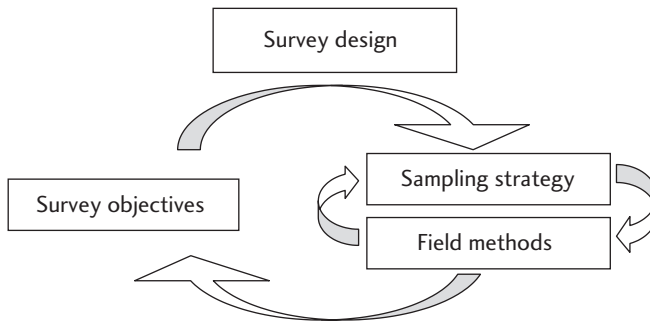 Survey design
Sampling strategy
Survey objectives
Field methods